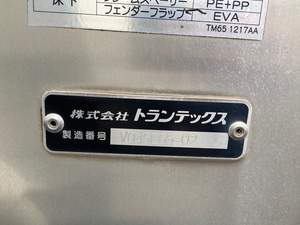 床下
フェンダーフラップ
PE+PP
EVA
TM65 1217AA
株式会社 トランテックス
製造番号